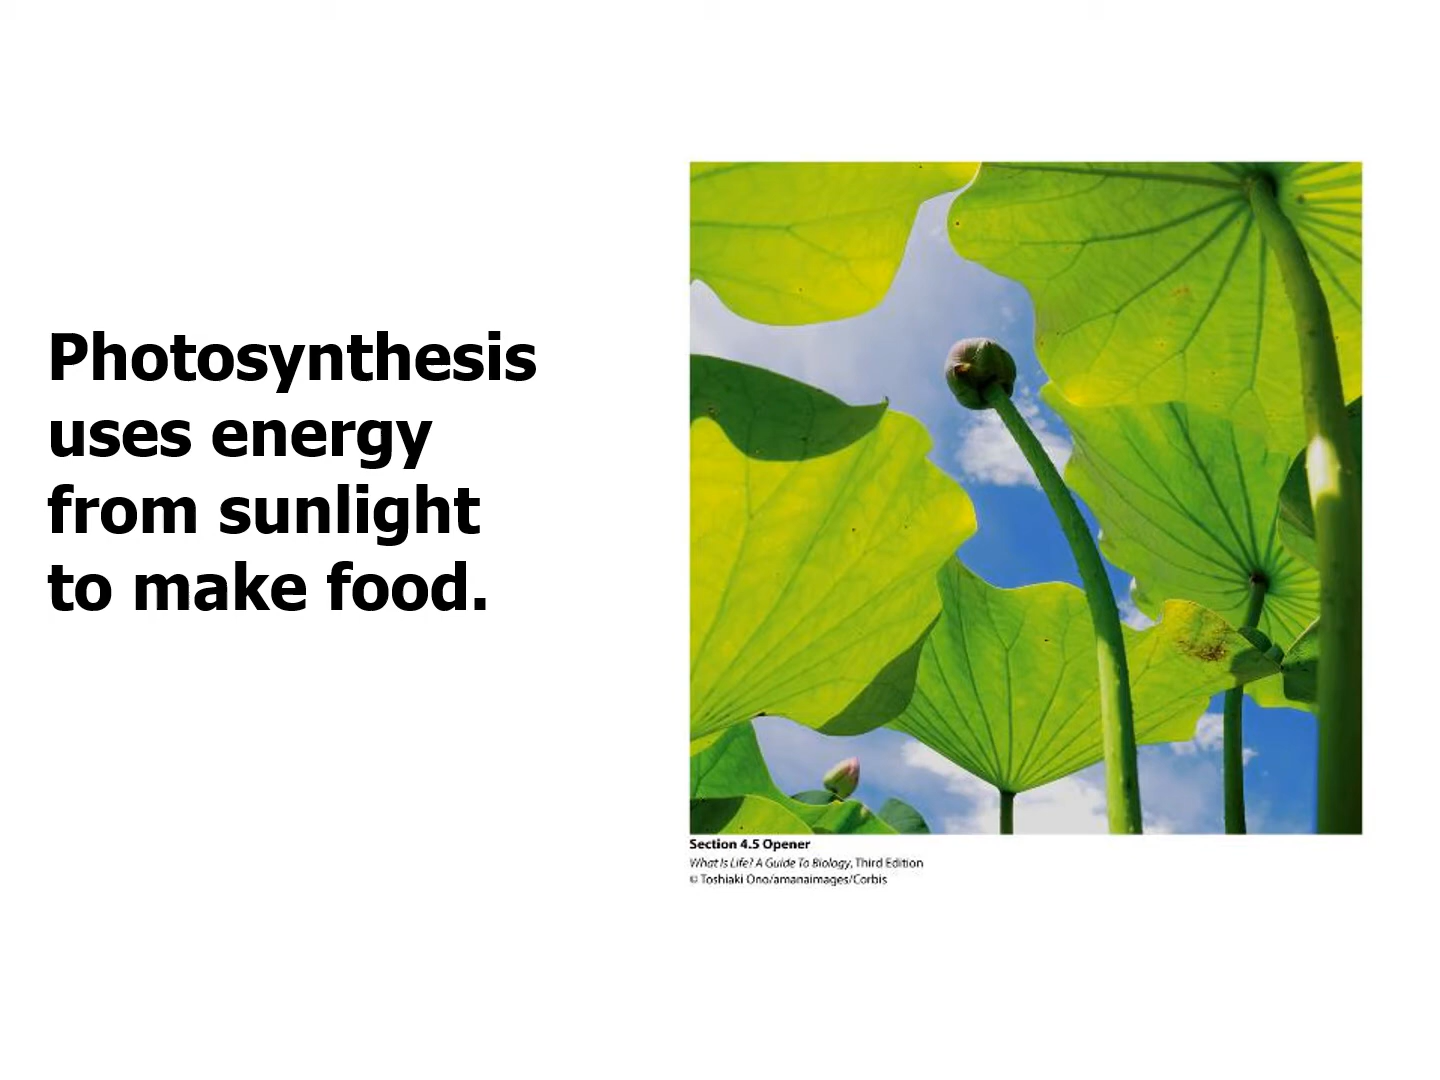 Photosynthesis
uses energy
from sunlight
to make food.
Section 4.5 Opener
What Is Life? A Guide To Biology, Third Edition
© Toshiaki Ono/amanaimages/Corbis